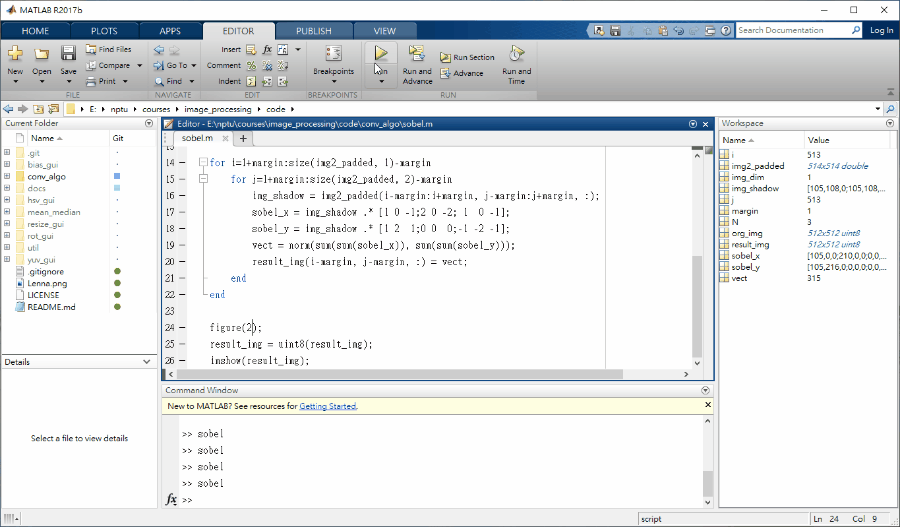 MATLAB R2017b
HOME PLOTS APPS EDITOR PUBLISH VIEW Search Documentation Log In
New Open Save Find Files Compare Print
Go To Find
Insert fx
Comment
Indent
Breakpoints
Run Run and Advance Run Section Advance Run and Time
FILE NAVIGATE EDIT BREAKPOINTS RUN
E: nptu courses image_processing code
Current Folder
Name Git
.git
bias_gui
conv_algo
docs
hsv_gui
mean_median
resize_gui
rot_gui
util
yuv_gui
.gitignore
Lenna.png
LICENSE
README.md
Details
Select a file to view details
Editor - E:\nptu\courses\image_processing\code\conv_algo\sobel.m
sobel.m
14 for i=1+margin:size(img2_padded, 1)-margin
15 for j=1+margin:size(img2_padded, 2)-margin
16 img_shadow = img2_padded(i-margin:i+margin, j-margin:j+margin, :);
17 sobel_x = img_shadow .* [1 0 -1;2 0 -2; 1 0 -1];
18 sobel_y = img_shadow .* [1 2 1;0 0 0;-1 -2 -1];
19 vect = norm(sum(sum(sobel_x)), sum(sum(sobel_y)));
20 result_img(i-margin, j-margin, :) = vect;
21 end
22 end
23
24 figure(2);
25 result_img = uint8(result_img);
26 imshow(result_img);
Command Window
New to MATLAB? See resources for Getting Started.
>> sobel
>> sobel
>> sobel
>> sobel
fx >>
Workspace
Name Value
i 513
img2_padded 514x514 double
img_dim 1
img_shadow [105,108,0;105,108,...
j 513
margin 1
N 3
org_img 512x512 uint8
result_img 512x512 uint8
sobel_x [105,0,0;210,0,0;0,0,...
sobel_y [105,216,0;0,0,0;0,0,...
vect 315
script Ln 24 Col 9